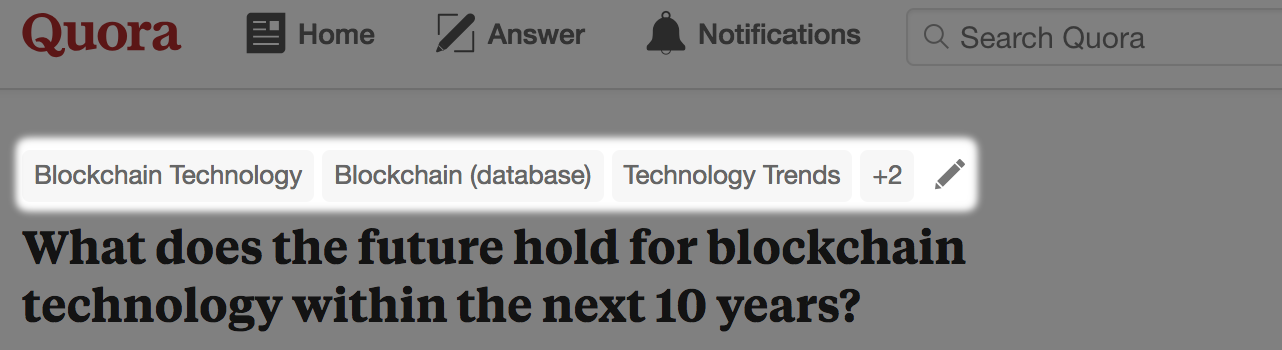 Quora Home Answer Notifications Search Quora
Blockchain Technology Blockchain (database) Technology Trends +2
What does the future hold for blockchain
technology within the next 10 years?